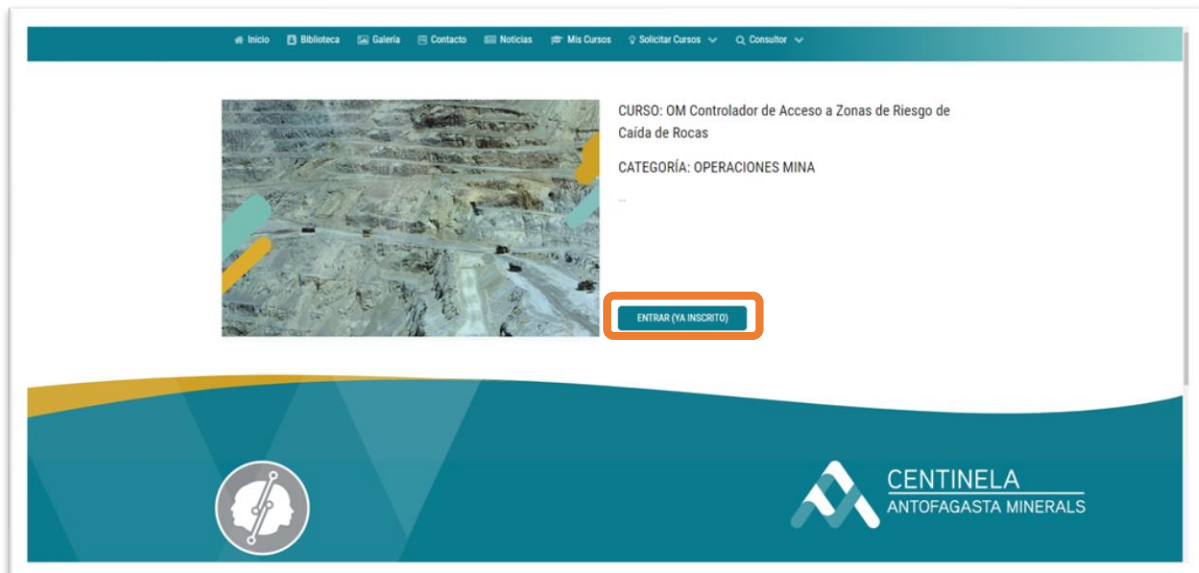 Inicio Biblioteca Galería Contacto Noticias Mis Cursos Solicitar Cursos Consultor
CURSO: OM Controlador de Acceso a Zonas de Riesgo de
Caída de Rocas
CATEGORÍA: OPERACIONES MINA
...
ENTRAR (YA INSCRITO)
CENTINELA
ANTOFAGASTA MINERALS